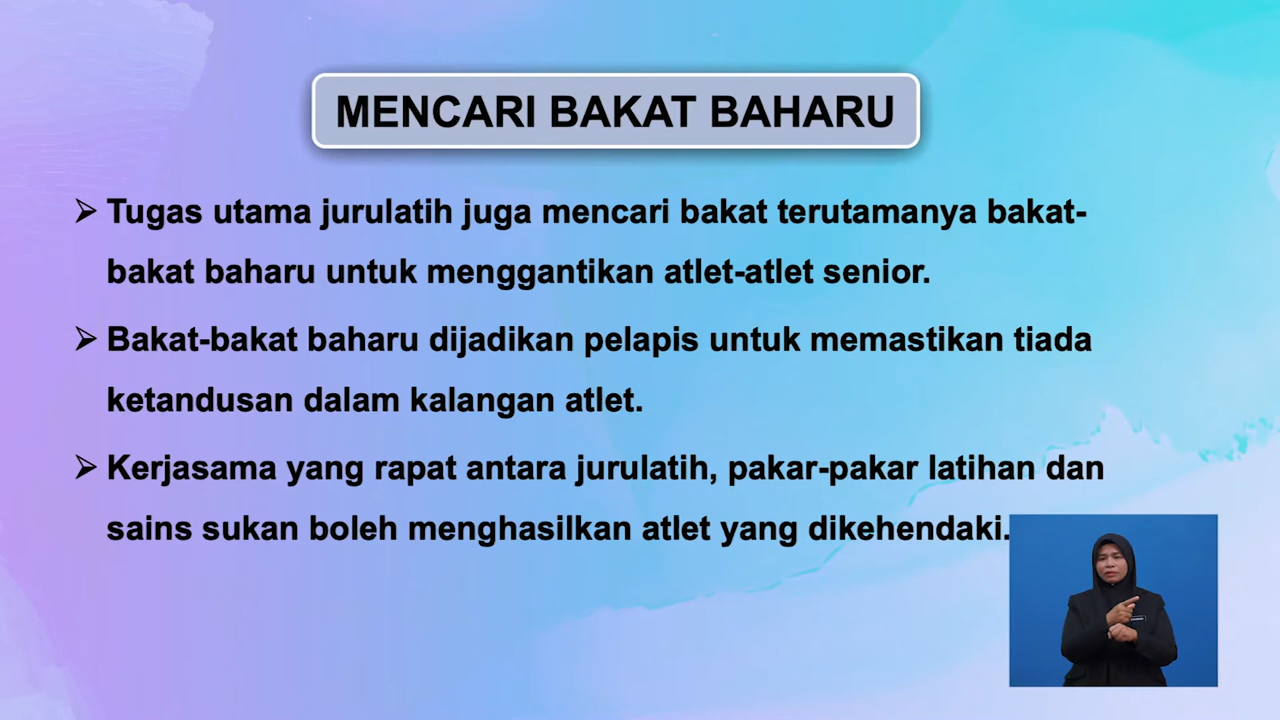 MENCARI BAKAT BAHARU
➢ Tugas utama jurulatih juga mencari bakat terutamanya bakat-
bakat baharu untuk menggantikan atlet-atlet senior.
➢ Bakat-bakat baharu dijadikan pelapis untuk memastikan tiada
ketandusan dalam kalangan atlet.
➢ Kerjasama yang rapat antara jurulatih, pakar-pakar latihan dan
sains sukan boleh menghasilkan atlet yang dikehendaki.